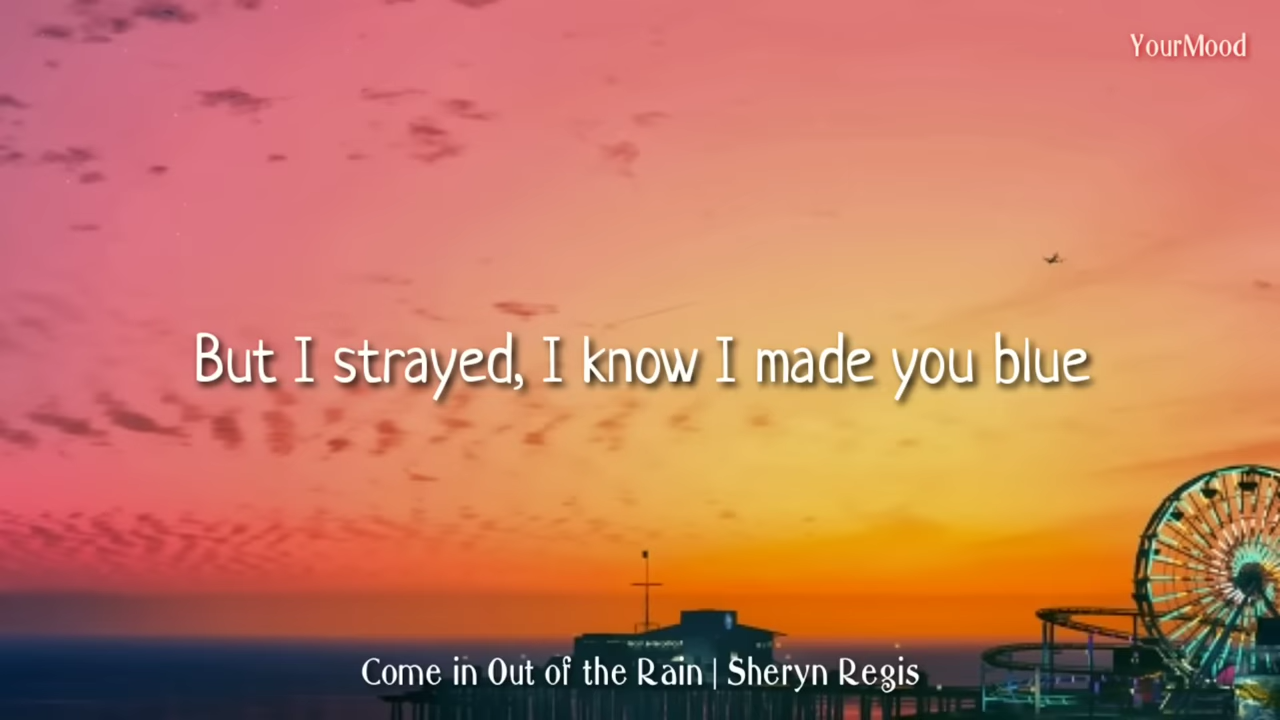 YourMood
But I strayed, I know I made you blue
Come in Out of the Rain | Sheryn Regis